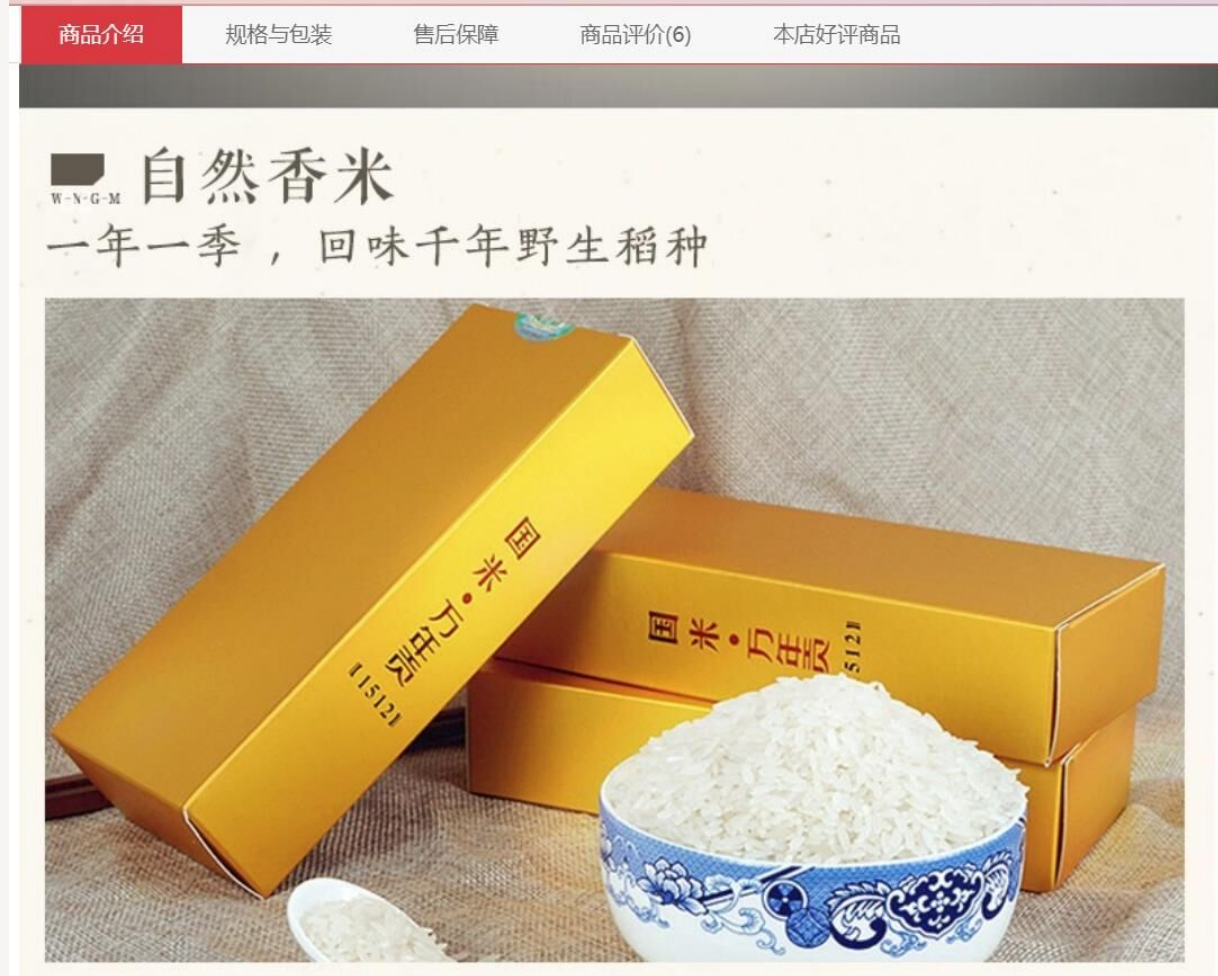 商品介绍 规格与包装 售后保障 商品评价(6) 本店好评商品
W-N-G-M 自然香米
一年一季，回味千年野生稻种
国米·万年贡
【1512】
国米·万年贡
512】